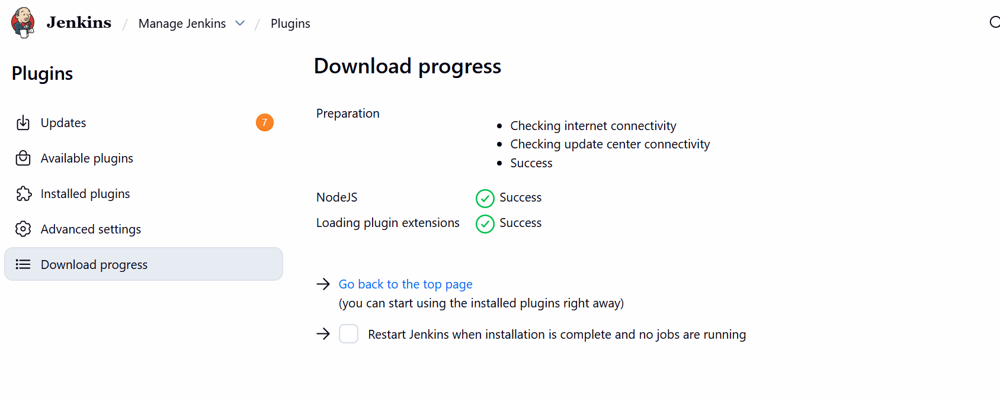 Jenkins / Manage Jenkins / Plugins
Plugins
Updates 7
Available plugins
Installed plugins
Advanced settings
Download progress
Download progress
Preparation
Checking internet connectivity
Checking update center connectivity
Success
NodeJS Success
Loading plugin extensions Success
Go back to the top page
(you can start using the installed plugins right away)
Restart Jenkins when installation is complete and no jobs are running